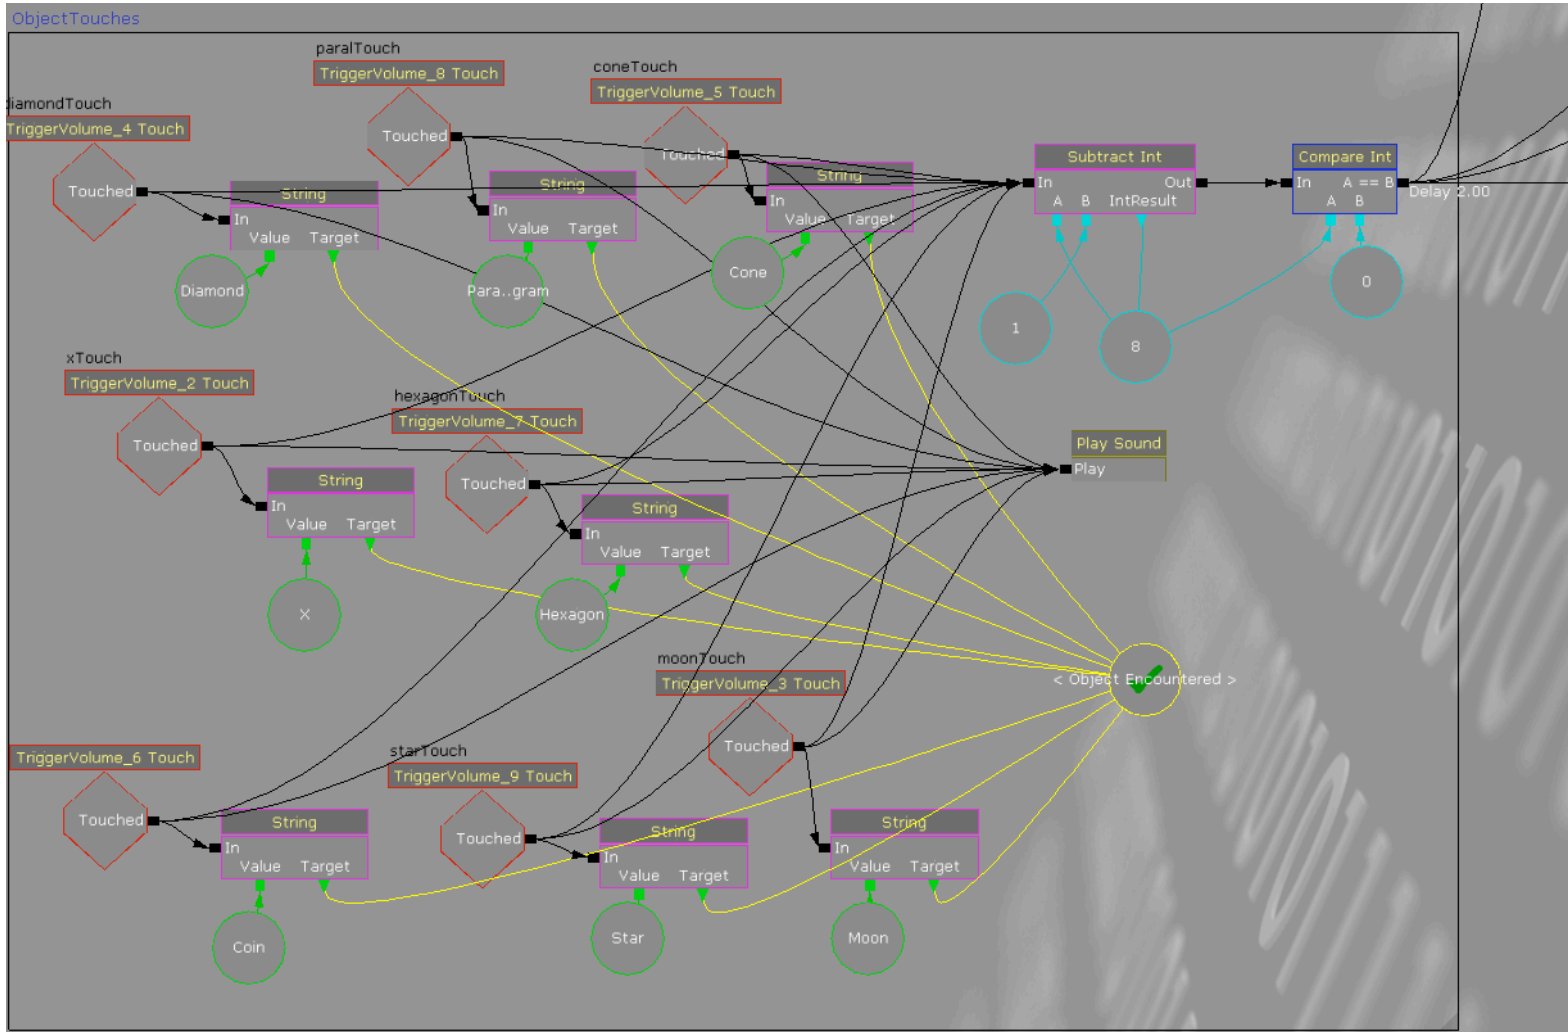 ObjectTouches
paralTouch
TriggerVolume_8 Touch
Touched
coneTouch
TriggerVolume_5 Touch
Touched
iamondTouch
TriggerVolume_4 Touch
Touched
String
In
Value Target
Diamond
String
In
Value Target
Para..gram
String
In
Value Target
Cone
Subtract Int
In Out
A B IntResult
1
8
Compare Int
In A == B
A B
Delay 2.00
0
xTouch
TriggerVolume_2 Touch
Touched
String
In
Value Target
X
hexagonTouch
TriggerVolume_7 Touch
Touched
String
In
Value Target
Hexagon
Play Sound
Play
< Object Encountered >
moonTouch
TriggerVolume_3 Touch
Touched
TriggerVolume_6 Touch
Touched
String
In
Value Target
Coin
starTouch
TriggerVolume_9 Touch
Touched
String
In
Value Target
Star
String
In
Value Target
Moon